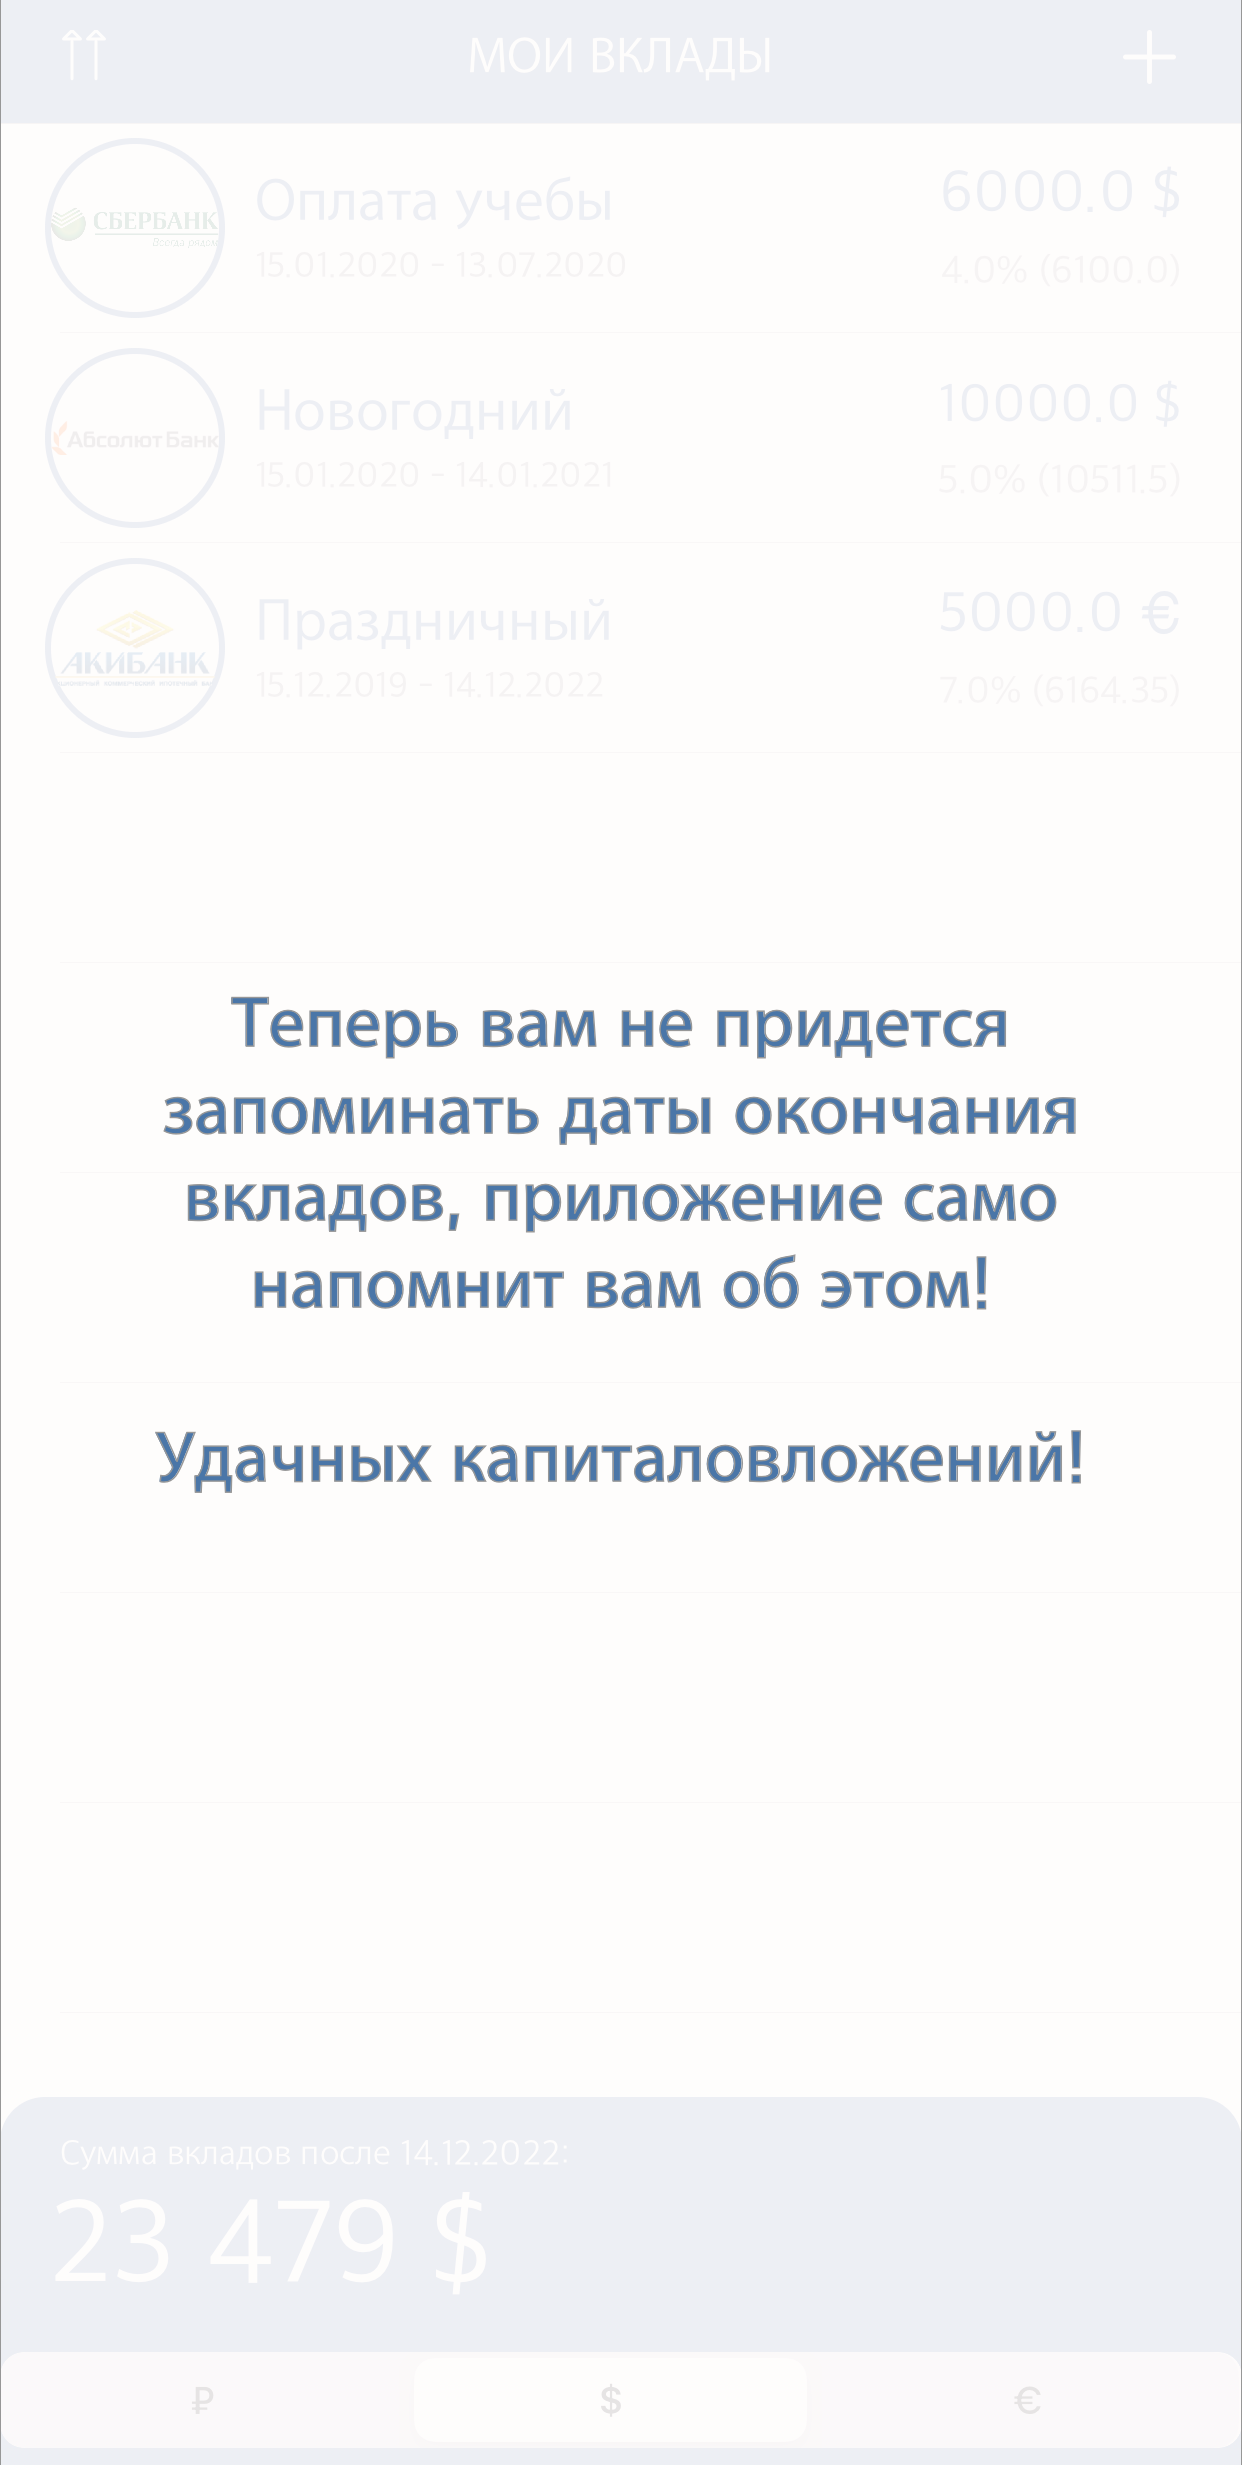 МОИ ВКЛАДЫ
СБЕРБАНК
Всегда рядом
Оплата учебы
6000.0 $
15.01.2020 - 13.07.2020
4.0% (6100.0)
Абсолют Банк
Новогодний
10000.0 $
15.01.2020 - 14.01.2021
5.0% (10511.5)
АКИБАНК
Праздничный
5000.0 €
15.12.2019 - 14.12.2022
7.0% (6164.35)
Теперь вам не придется
запоминать даты окончания
вкладов, приложение само
напомнит вам об этом!
Удачных капиталовложений!
Сумма вкладов после 14.12.2022:
23 479 $
₽
$
€